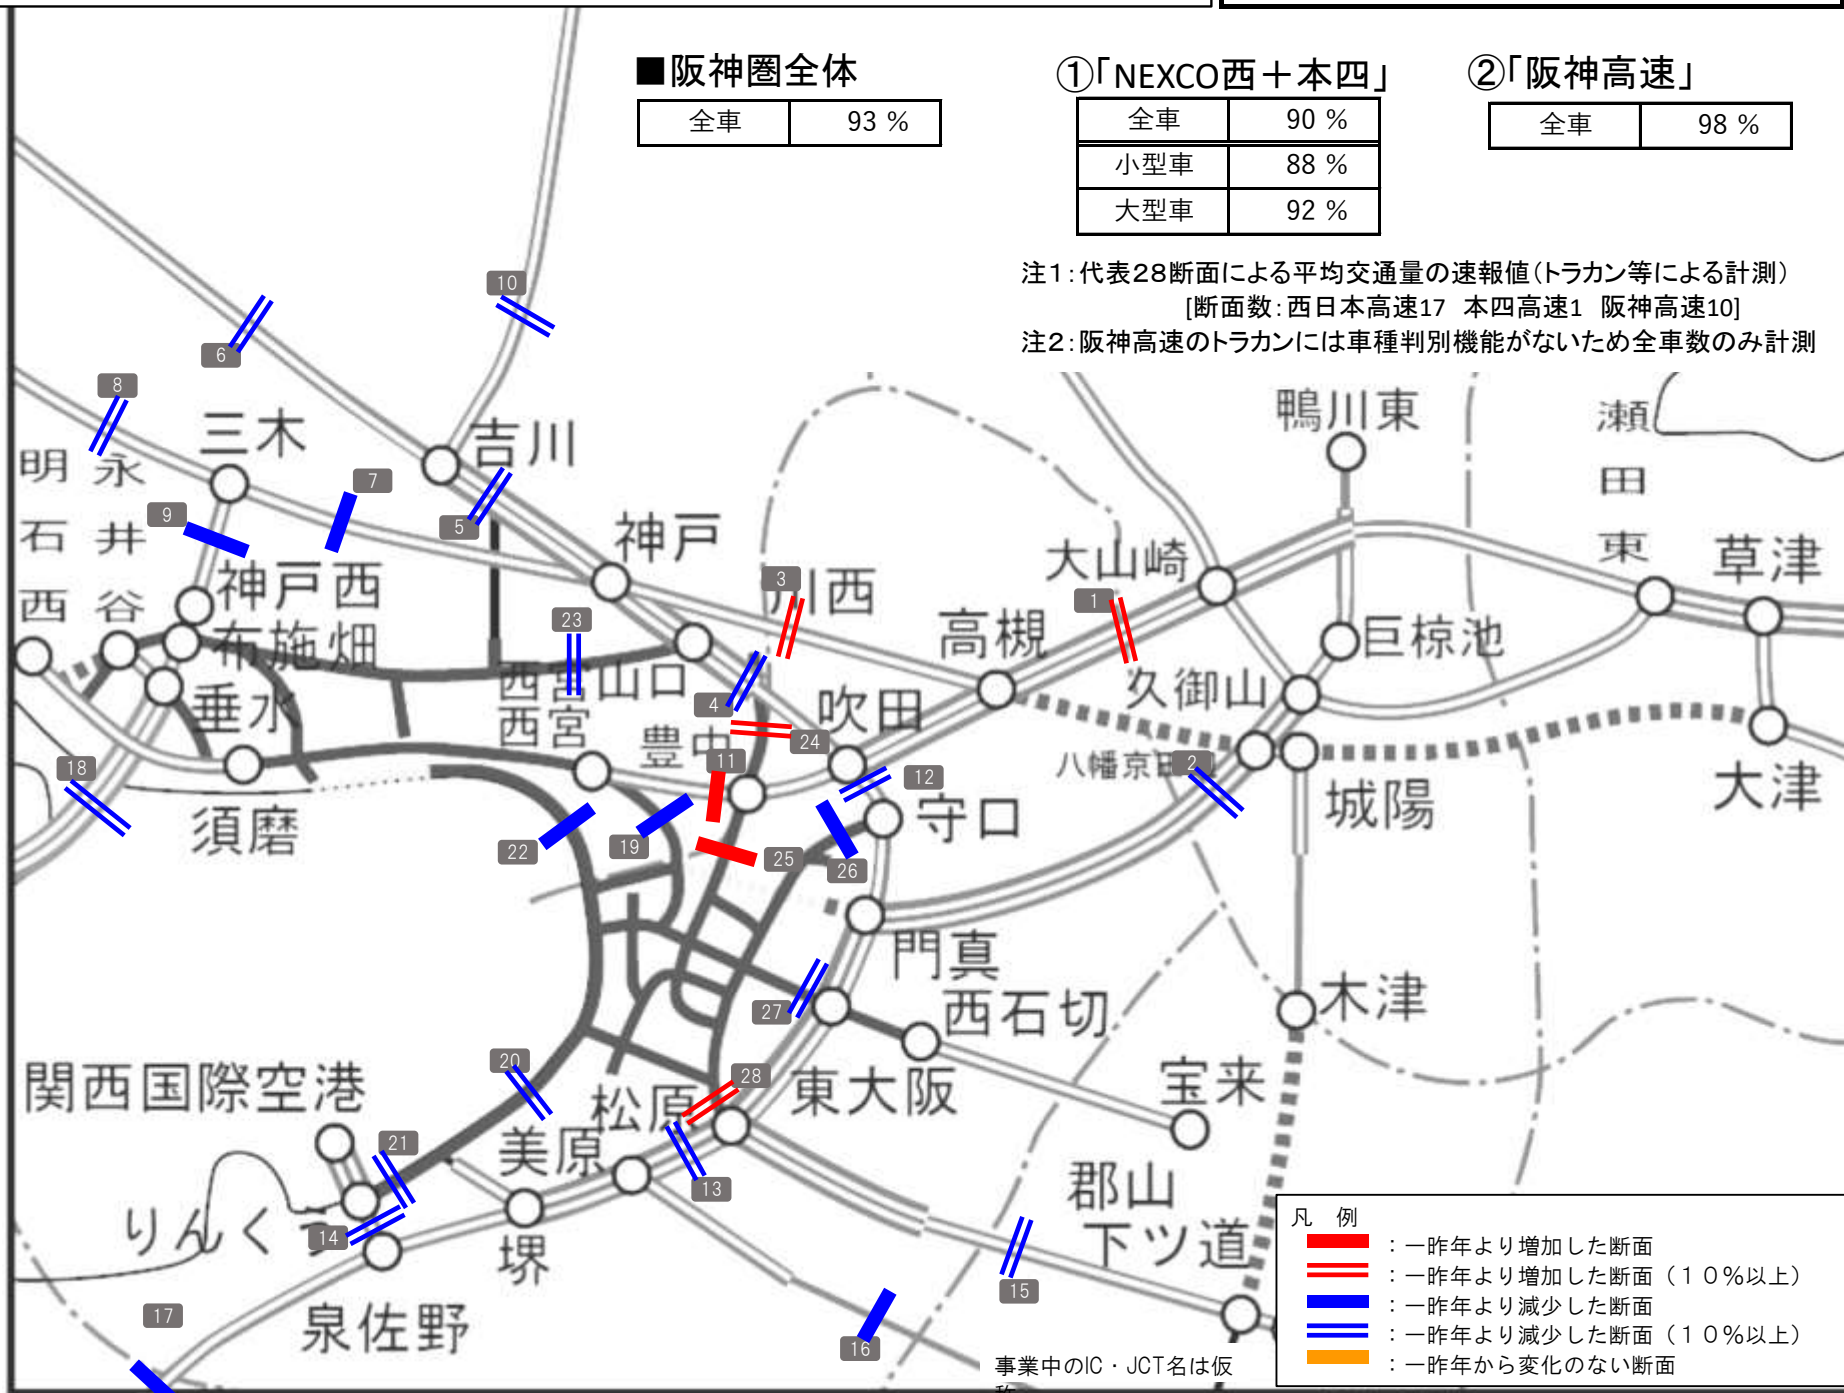 ■阪神圏全体
全車 93 %
①「NEXCO西＋本四」
全車 90 %
小型車 88 %
大型車 92 %
②「阪神高速」
全車 98 %
注1：代表28断面による平均交通量の速報値（トラカン等による計測）
[断面数：西日本高速17 本四高速1 阪神高速10]
注2：阪神高速のトラカンには車種判別機能がないため全車数のみ計測
10
6
8
三木
吉川
鴨川東
瀬田東
明石西
永井谷
7
9
5
神戸
大山崎
草津
神戸西
3
川西
1
高槻
布施畑
23
西宮山口
久御山
巨椋池
垂水
西宮
4
吹田
豊中
24
11
八幡京田
2
18
12
大津
須磨
守口
城陽
22
19
25
26
門真
27
西石切
木津
20
28
関西国際空港
松原
東大阪
宝来
21
美原
13
郡山
りんくう
14
堺
下ツ道
15
17
泉佐野
16
事業中のIC・JCT名は仮
凡 例
：一昨年より増加した断面
：一昨年より増加した断面（１０％以上）
：一昨年より減少した断面
：一昨年より減少した断面（１０％以上）
：一昨年から変化のない断面